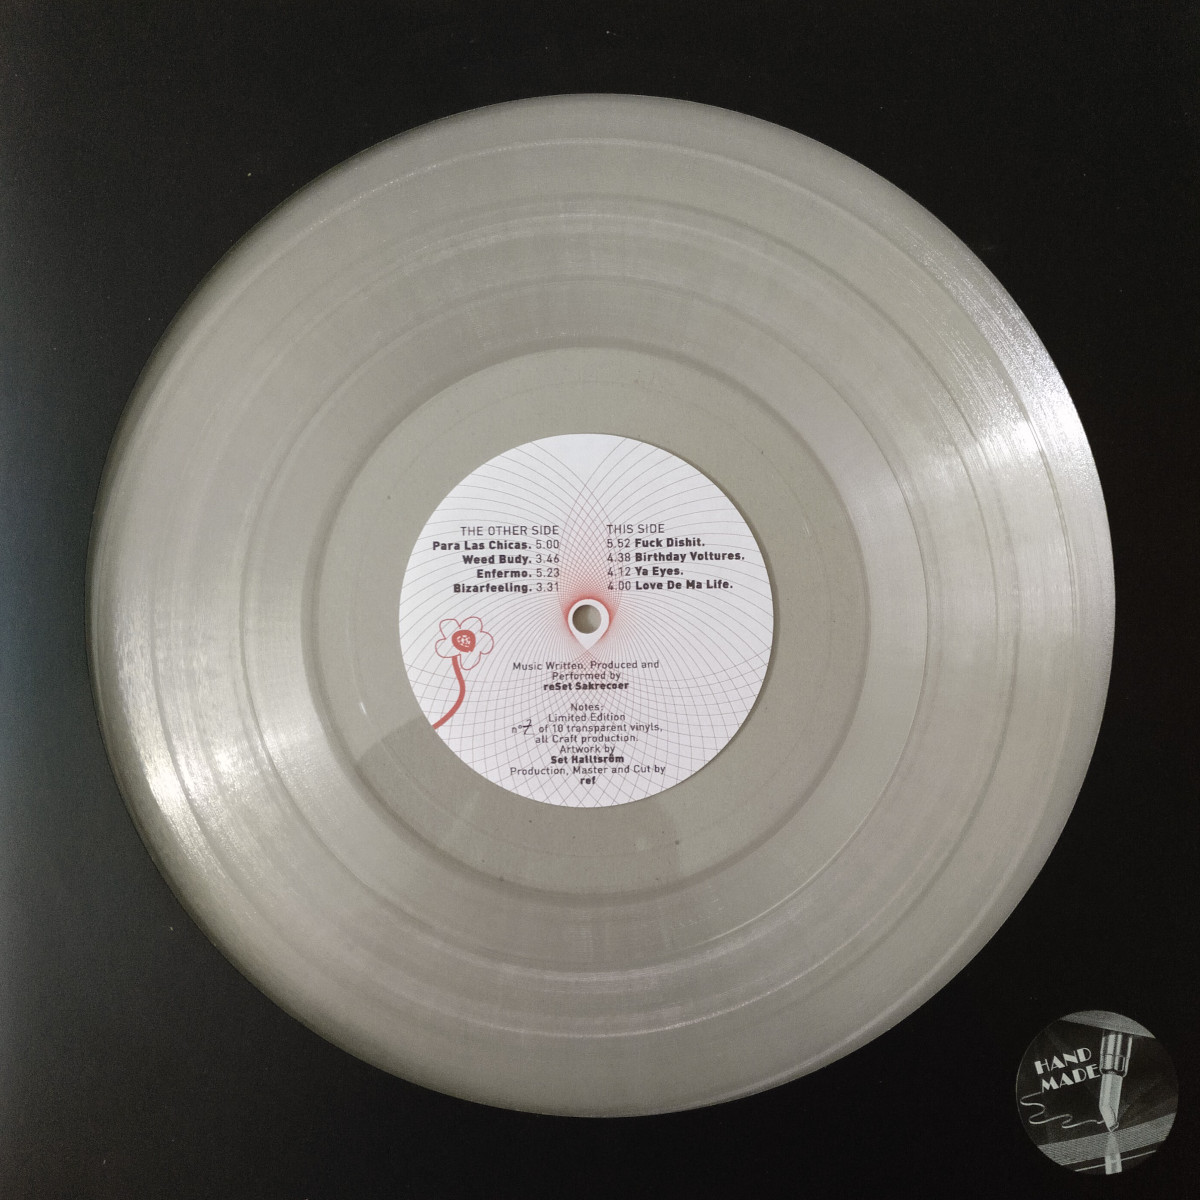 THE OTHER SIDE
Para Las Chicas. 5.00
Weed Budy. 3.46
Enfermo. 5.23
Bizarfeeling. 3.31
THIS SIDE
5.52 Fuck Dishit.
4.38 Birthday Voltures.
4.12 Ya Eyes.
4.00 Love De Ma Life.
Music Written, Produced and
Performed by
reSet Sakrecoer
Notes:
Limited Edition
n° 7 of 10 transparent vinyls,
all Craft production.
Artwork by
Set Halltsröm
Production, Master and Cut by
ref
HAND
MADE